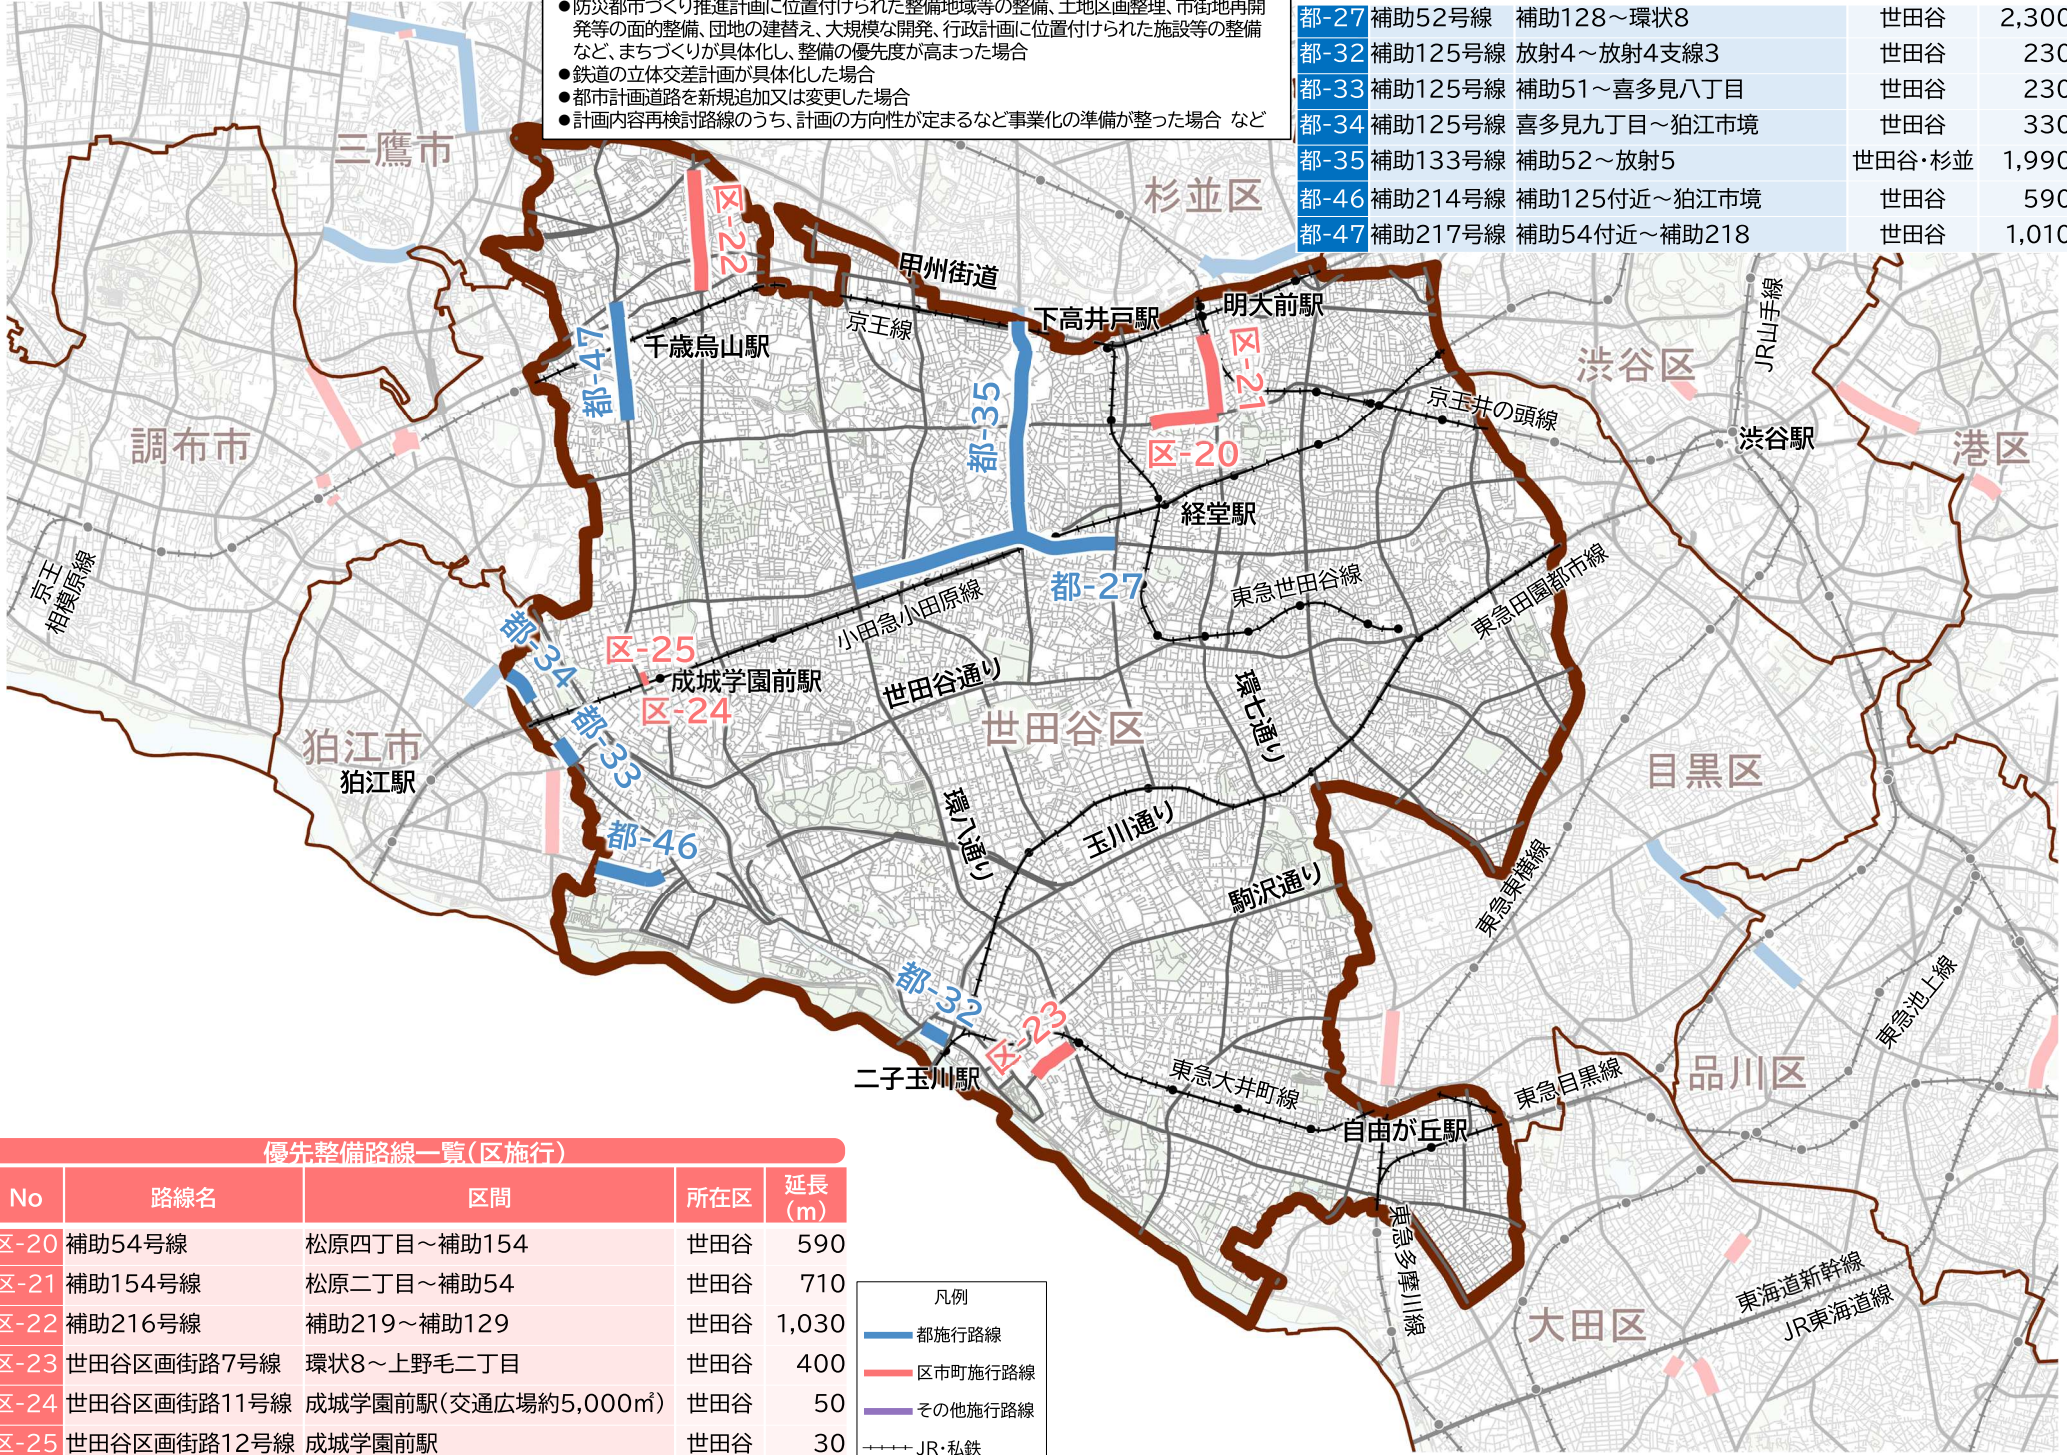 ●防災都市づくり推進計画に位置付けられた整備地域等の整備、土地区画整理、市街地再開
発等の面的整備、団地の建替え、大規模な開発、行政計画に位置付けられた施設等の整備
など、まちづくりが具体化し、整備の優先度が高まった場合
●鉄道の立体交差計画が具体化した場合
●都市計画道路を新規追加又は変更した場合
●計画内容再検討路線のうち、計画の方向性が定まるなど事業化の準備が整った場合 など
都-27 補助52号線 補助128～環状8 世田谷 2,300
都-32 補助125号線 放射4～放射4支線3 世田谷 230
都-33 補助125号線 補助51～喜多見八丁目 世田谷 230
都-34 補助125号線 喜多見九丁目～狛江市境 世田谷 330
都-35 補助133号線 補助52～放射5 世田谷・杉並 1,990
都-46 補助214号線 補助125付近～狛江市境 世田谷 590
都-47 補助217号線 補助54付近～補助218 世田谷 1,010
三鷹市
杉並区
区-22
甲州街道
京王線
下高井戸駅
明大前駅
JR山手線
千歳烏山駅
都-47
区-21
渋谷区
都-35
京王井の頭線
調布市
区-20
渋谷駅
港区
経堂駅
京王
相模原線
都-27
東急世田谷線
東急田園都市線
小田急小田原線
都-34
区-25
成城学園前駅
世田谷通り
区-24
環七通り
都-33
世田谷区
狛江市
狛江駅
目黒区
環八通り
玉川通り
都-46
駒沢通り
東急東横線
都-32
区-23
東急池上線
二子玉川駅
東急大井町線
東急目黒線
品川区
自由が丘駅
東急多摩川線
東海道新幹線
JR東海道線
大田区
優先整備路線一覧(区施行)
No 路線名 区間 所在区 延長
(m)
区-20 補助54号線 松原四丁目～補助154 世田谷 590
区-21 補助154号線 松原二丁目～補助54 世田谷 710
区-22 補助216号線 補助219～補助129 世田谷 1,030
区-23 世田谷区画街路7号線 環状8～上野毛二丁目 世田谷 400
区-24 世田谷区画街路11号線 成城学園前駅(交通広場約5,000㎡) 世田谷 50
区-25 世田谷区画街路12号線 成城学園前駅 世田谷 30
凡例
都施行路線
区市町施行路線
その他施行路線
JR・私鉄